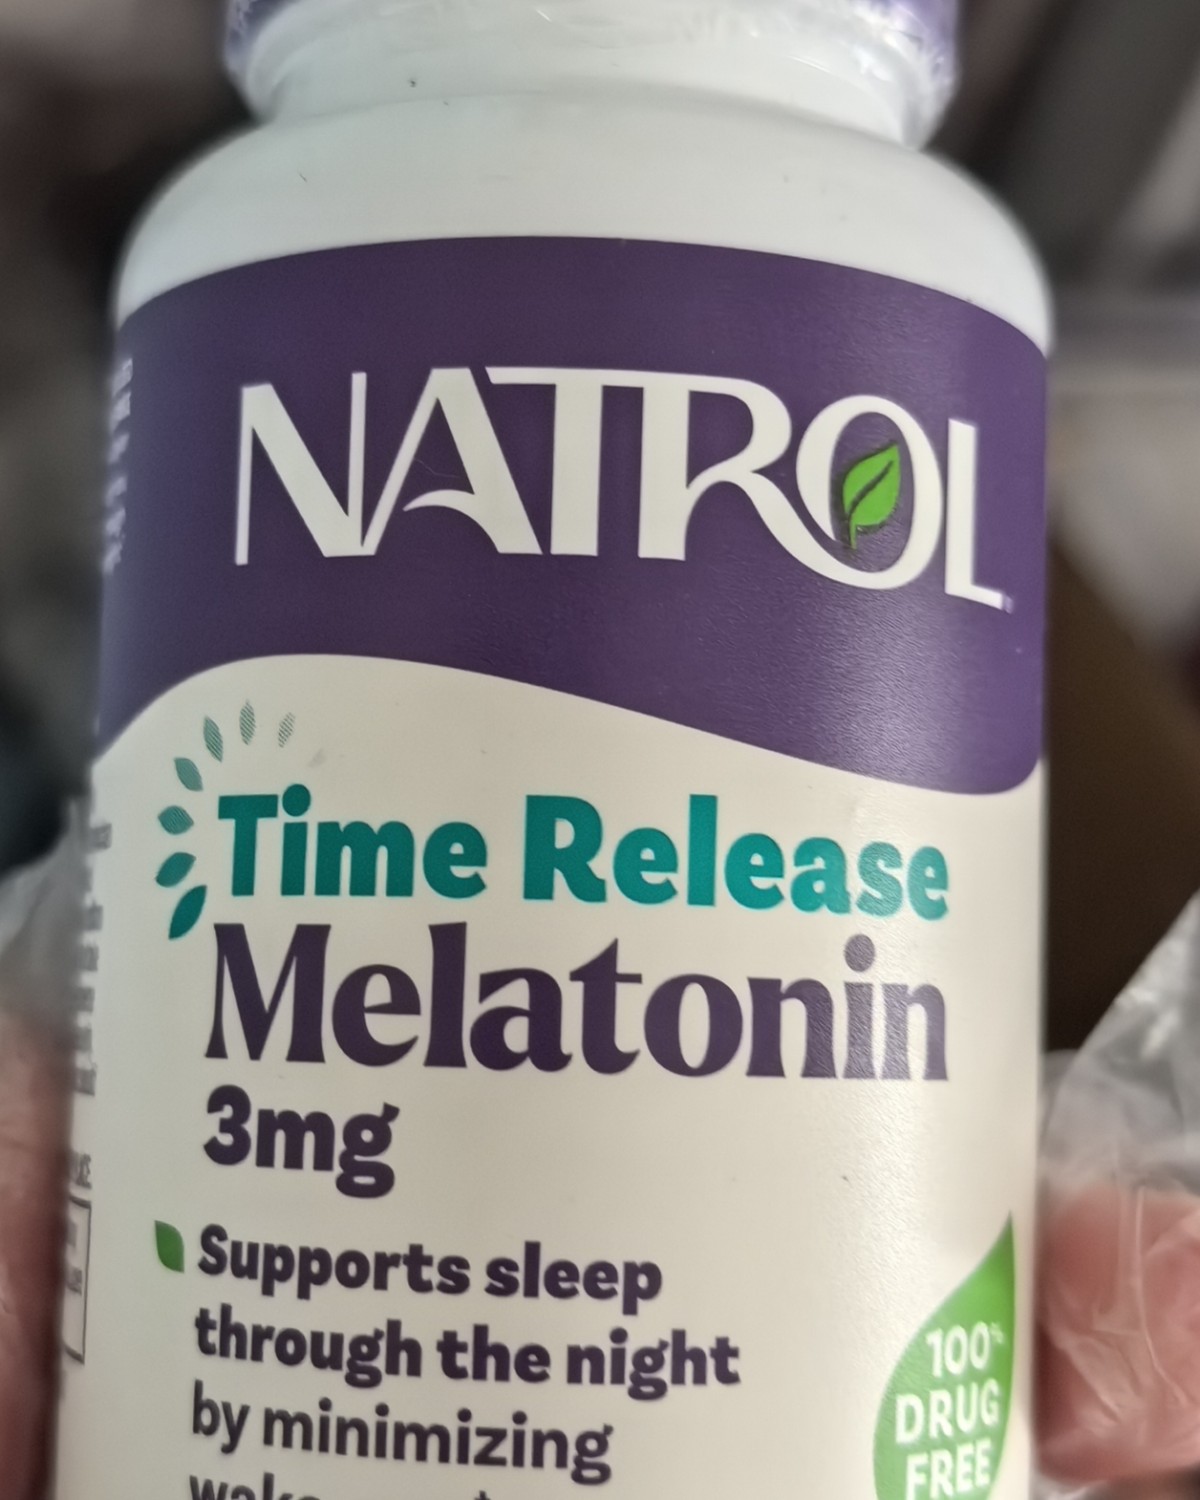 NATROL
Time Release
Melatonin
3mg
Supports sleep
through the night
by minimizing
100%
DRUG
FREE